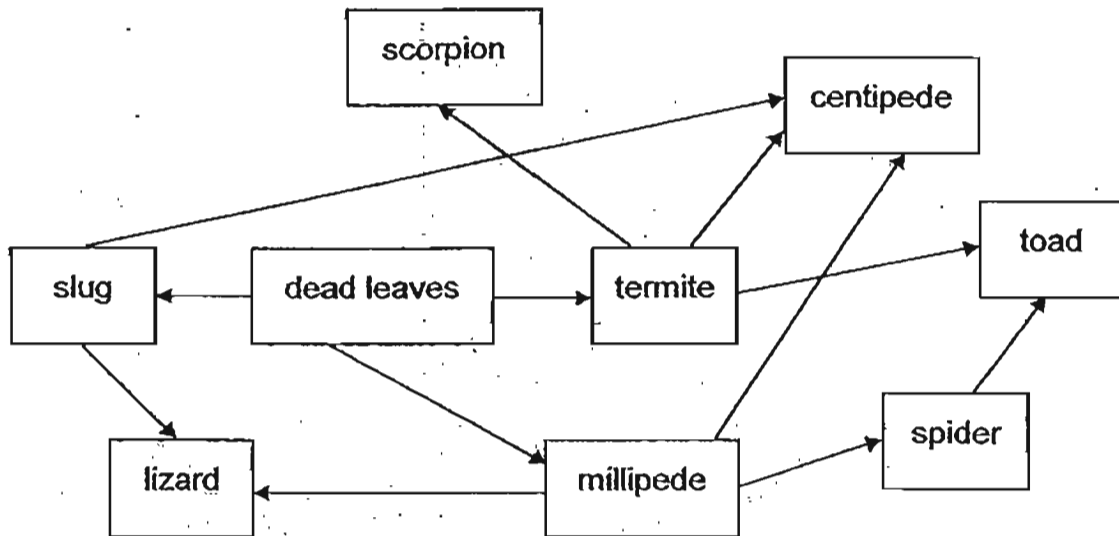 scorpion
centipede
toad
slug
dead leaves
termite
spider
lizard
millipede